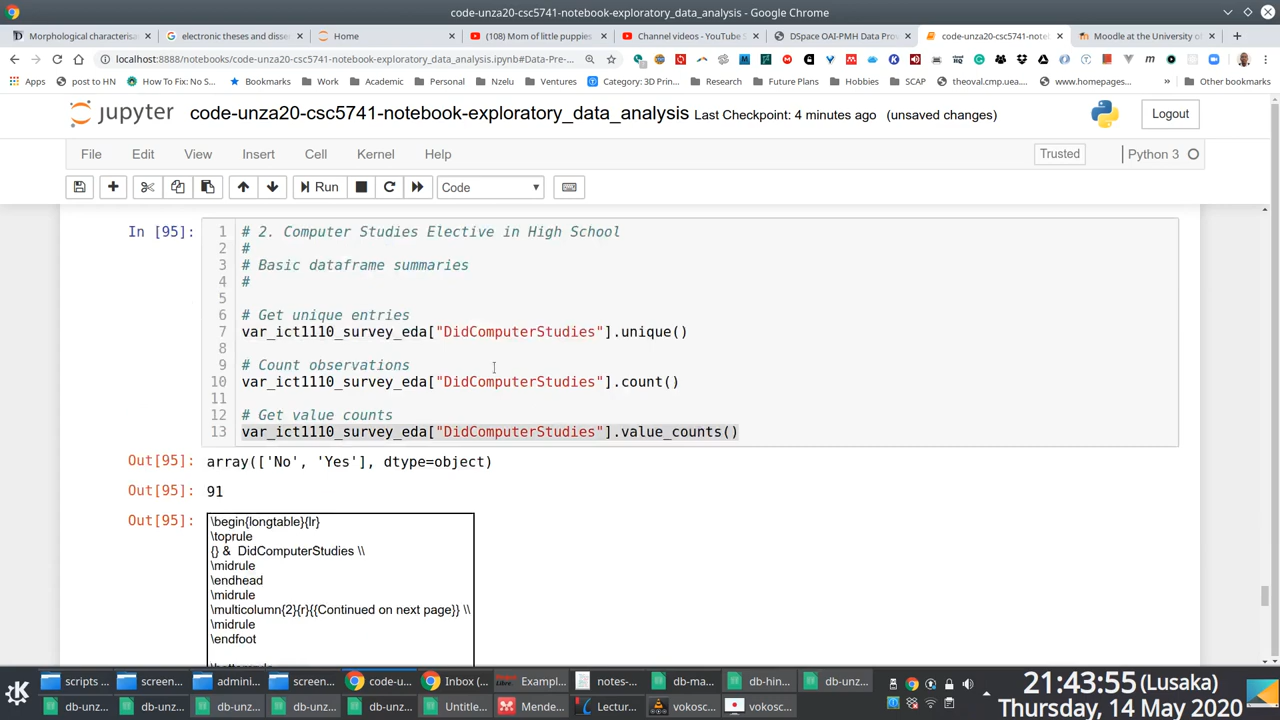 code-unza20-csc5741-notebook-exploratory_data_analysis - Google Chrome
Morphological characterisa
electronic theses and disser
Home
(108) Mom of little puppies
Channel videos - YouTube S
DSpace OAI-PMH Data Prov
code-unza20-csc5741-noteb
Moodle at the University of
localhost:8888/notebooks/code-unza20-csc5741-notebook-exploratory_data_analysis.ipynb#Data-Pre-...
Apps
post to HN
How To Fix: No S...
Bookmarks
Work
Academic
Personal
Nzelu
Ventures
Category: 3D Print...
Research
Future Plans
Hobbies
SCAP
theoval.cmp.uea....
www.homepages...
Other bookmarks
jupyter code-unza20-csc5741-notebook-exploratory_data_analysis Last Checkpoint: 4 minutes ago (unsaved changes)
Logout
File Edit View Insert Cell Kernel Help
Trusted
Python 3
Run
Code
In [95]:
1 # 2. Computer Studies Elective in High School
2 #
3 # Basic dataframe summaries
4 #
5
6 # Get unique entries
7 var_ict1110_survey_eda["DidComputerStudies"].unique()
8
9 # Count observations
10 var_ict1110_survey_eda["DidComputerStudies"].count()
11
12 # Get value counts
13 var_ict1110_survey_eda["DidComputerStudies"].value_counts()
Out[95]: array(['No', 'Yes'], dtype=object)
Out[95]: 91
Out[95]: \begin{longtable}{lr}
\toprule
{} & DidComputerStudies \\
\midrule
\endhead
\midrule
\multicolumn{2}{r}{{Continued on next page}} \\
\midrule
\endfoot
scripts ...
screen...
admini...
screen...
code-u...
Inbox (...
Exampl...
notes-...
db-ma...
db-hin...
db-unz...
db-unz...
db-unz...
db-unz...
db-unz...
db-unz...
Untitle...
Mende...
Lectur...
vokosc...
vokosc...
21:43:55 (Lusaka)
Thursday, 14 May 2020